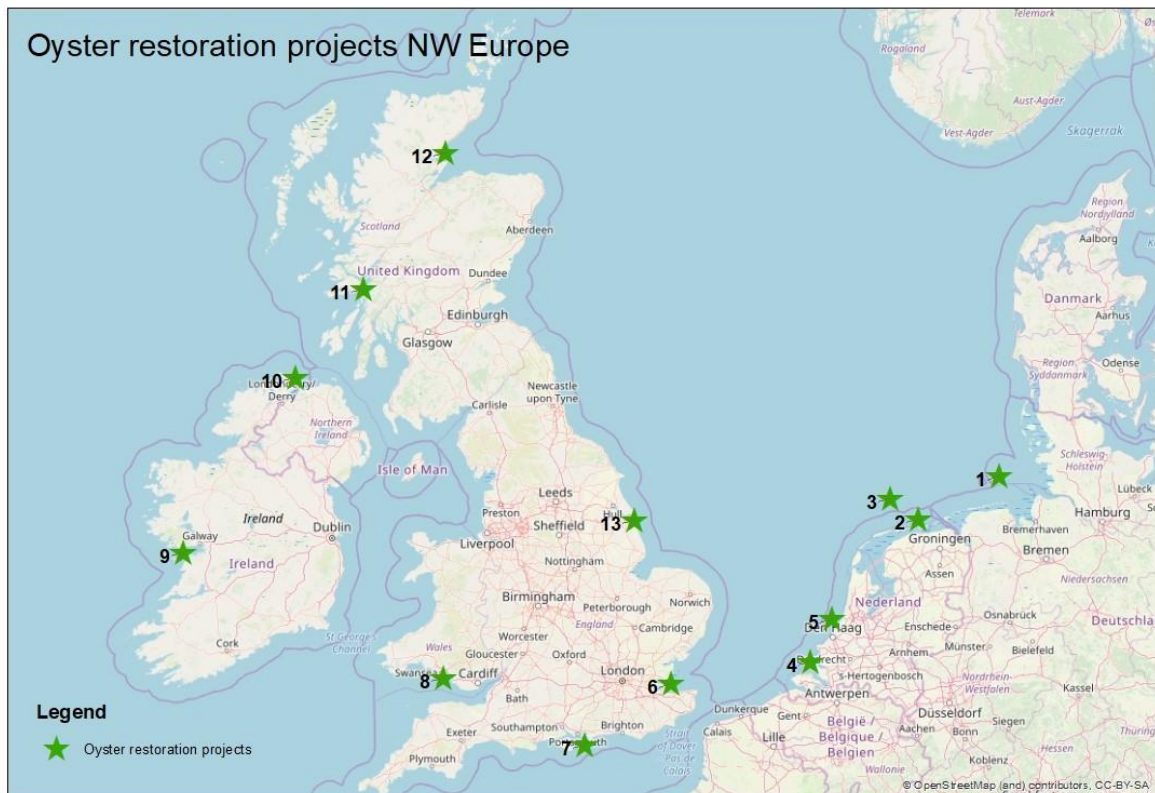 Oyster restoration projects NW Europe
Telemark
Rogaland
Aust-Agder
Vest-Agder
Skagerrak
12
Scotland
Aberdeen
Region
Nordjylland
Aalborg
United Kingdom
Dundee
11
Danmark
Aarhus
Edinburgh
Glasgow
Region
Syddanmark
Odense
10
Londonderry/
Derry
Northern
Ireland
Newcastle
upon Tyne
Carlisle
Isle of Man
Schleswig-
Holstein
1
3
2
Lübeck
Hamburg
Bremerhaven
Bremen
Groningen
Assen
Niedersachsen
Leeds
Preston
Hull
13
Sheffield
Liverpool
Nottingham
Ireland
Dublin
Galway
9
Ireland
Cork
St George's
Channel
Birmingham
Peterborough
Norwich
Cambridge
England
Worcester
Gloucester
Oxford
Wales
Swansea
Cardiff
8
London
6
Bath
5
Nederland
Den Haag
Enschede
Osnabrück
Hannover
Deutschland
4
Dordrecht
Arnhem
Münster
Bielefeld
's-Hertogenbosch
Antwerpen
Nordrhein-
Westfalen
Kassel
Düsseldorf
Gent
Dunkerque
Calais
Lille
België /
Belgique /
Belgien
Aachen
Bonn
Siegen
Hessen
Wallonie
Koblenz
Southampton
Brighton
Portsmouth
7
Exeter
Plymouth
Strait
of Dover
Pas de
Calais
Legend
Oyster restoration projects
© OpenStreetMap (and) contributors, CC-BY-SA